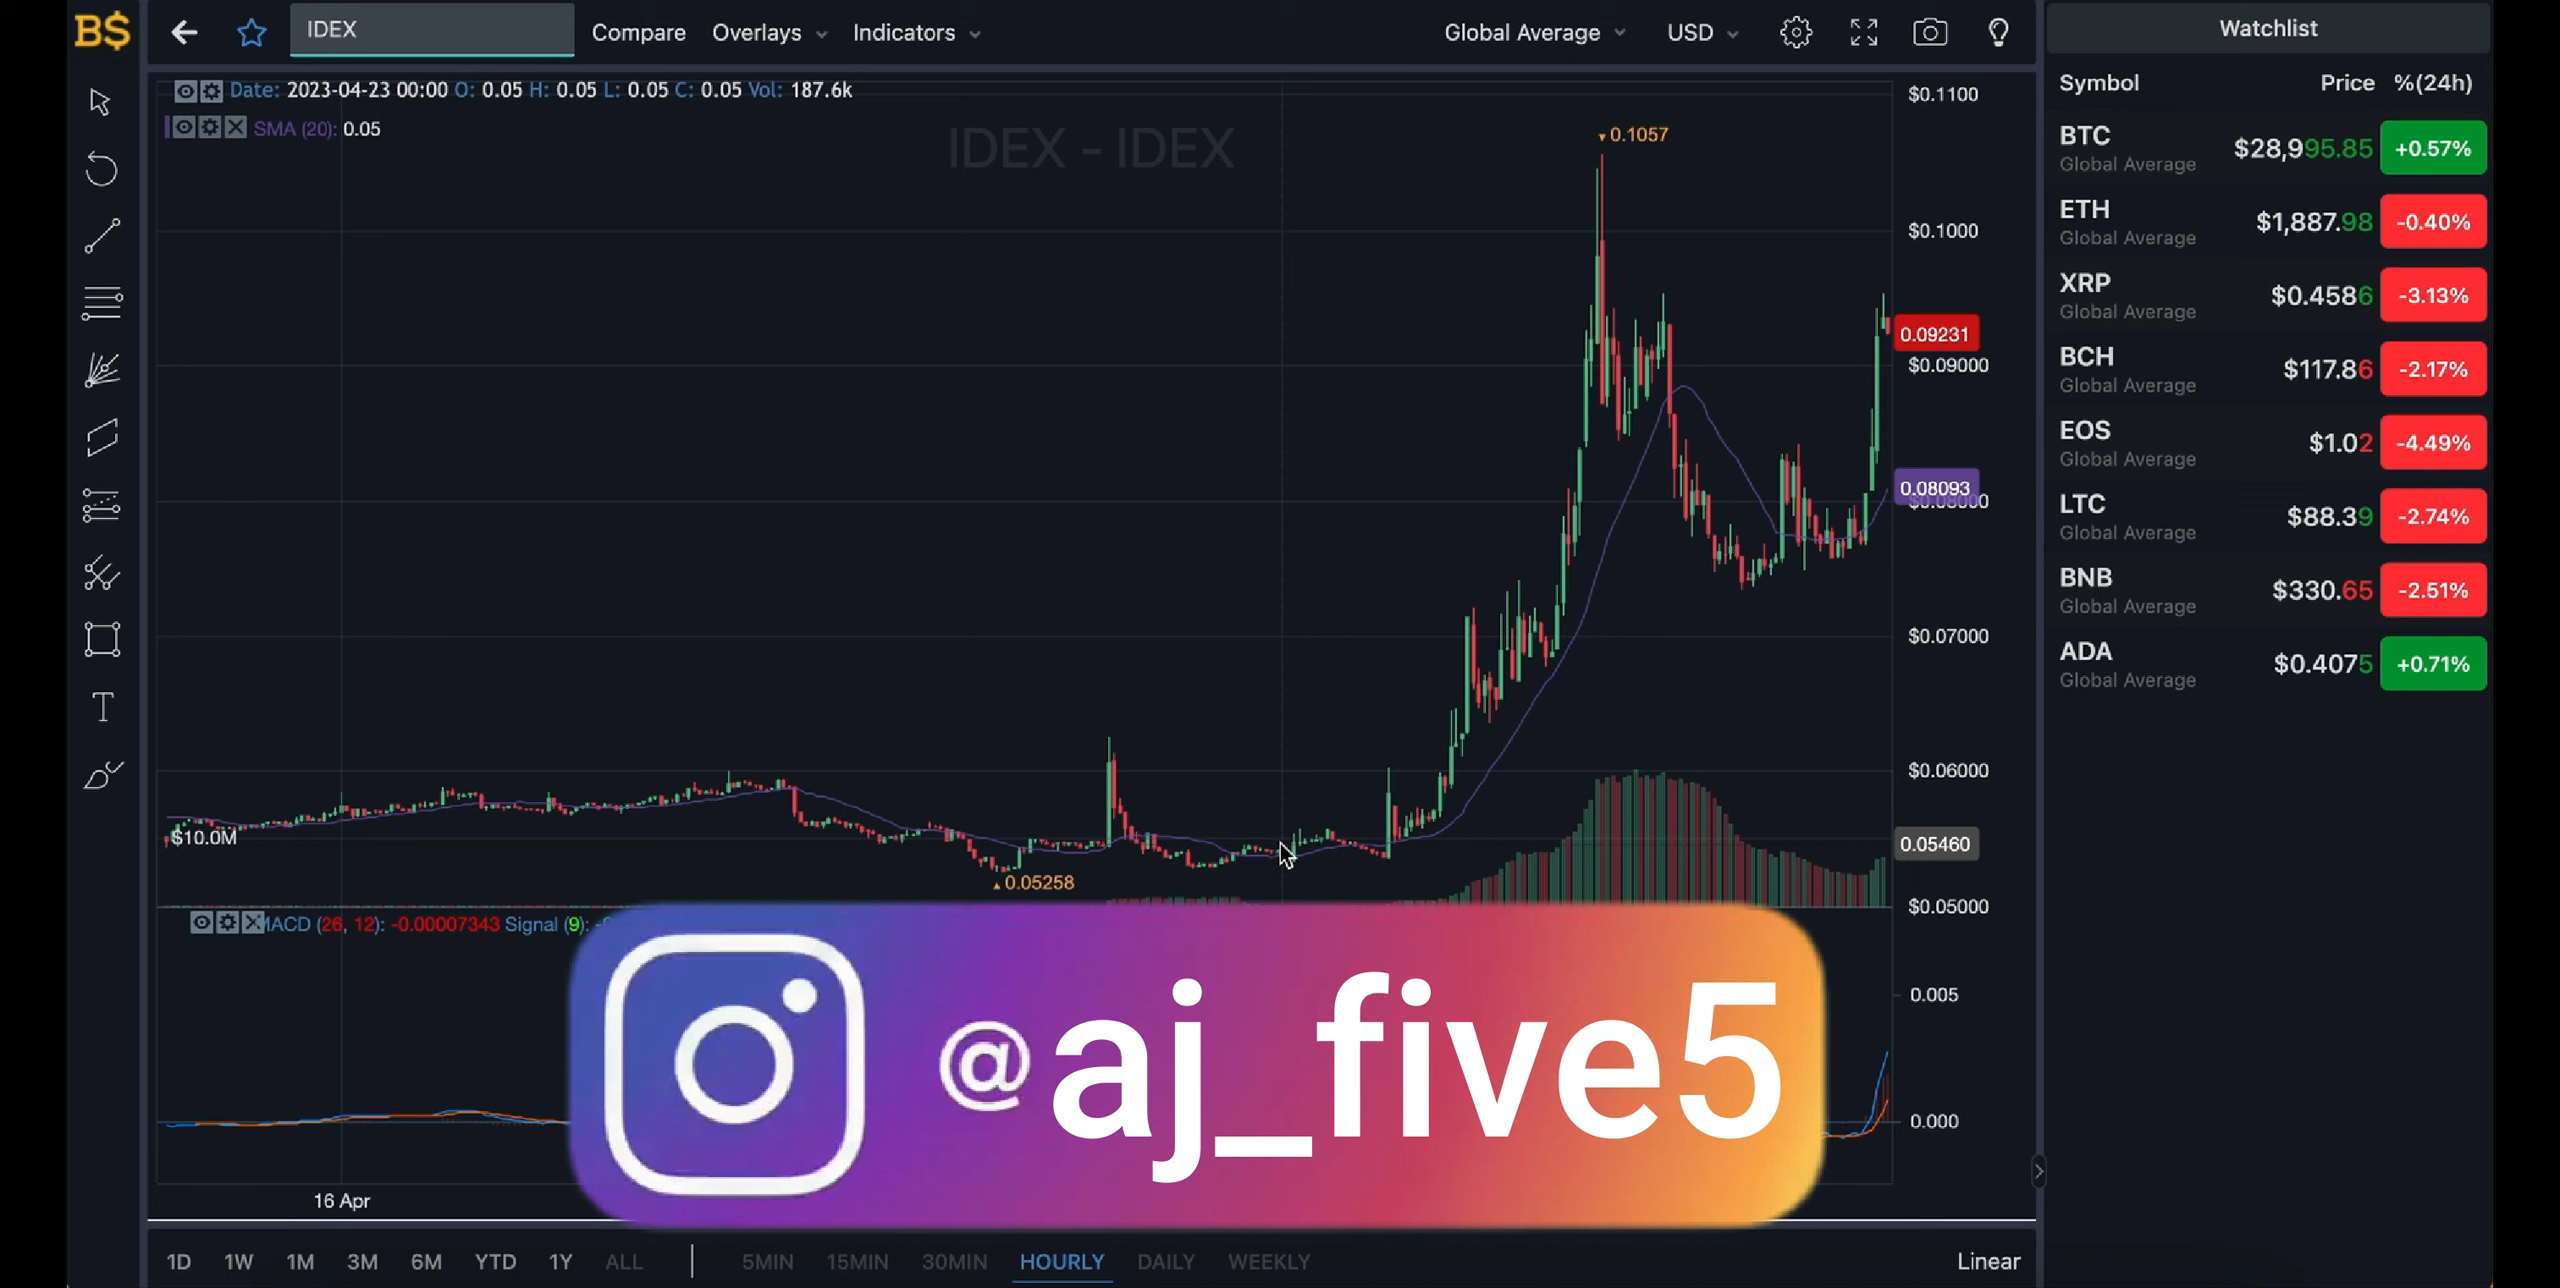 B$
IDEX
Compare
Overlays
Indicators
Global Average
USD
Watchlist
Date: 2023-04-23 00:00 O: 0.05 H: 0.05 L: 0.05 C: 0.05 Vol: 187.6k
SMA (20): 0.05
IDEX - IDEX
$0.1100
0.1057
$0.1000
0.09231
$0.09000
0.08093
$0.08000
$0.07000
$0.06000
$10.0M
0.05460
0.05258
$0.05000
MACD (26, 12): -0.00007343 Signal (9):
0.005
0.000
@aj_five5
16 Apr
1D 1W 1M 3M 6M YTD 1Y ALL
5MIN 15MIN 30MIN HOURLY DAILY WEEKLY
Linear
Symbol Price %(24h)
BTC $28,995.85 +0.57%
Global Average
ETH $1,887.98 -0.40%
Global Average
XRP $0.4586 -3.13%
Global Average
BCH $117.86 -2.17%
Global Average
EOS $1.02 -4.49%
Global Average
LTC $88.39 -2.74%
Global Average
BNB $330.65 -2.51%
Global Average
ADA $0.4075 +0.71%
Global Average